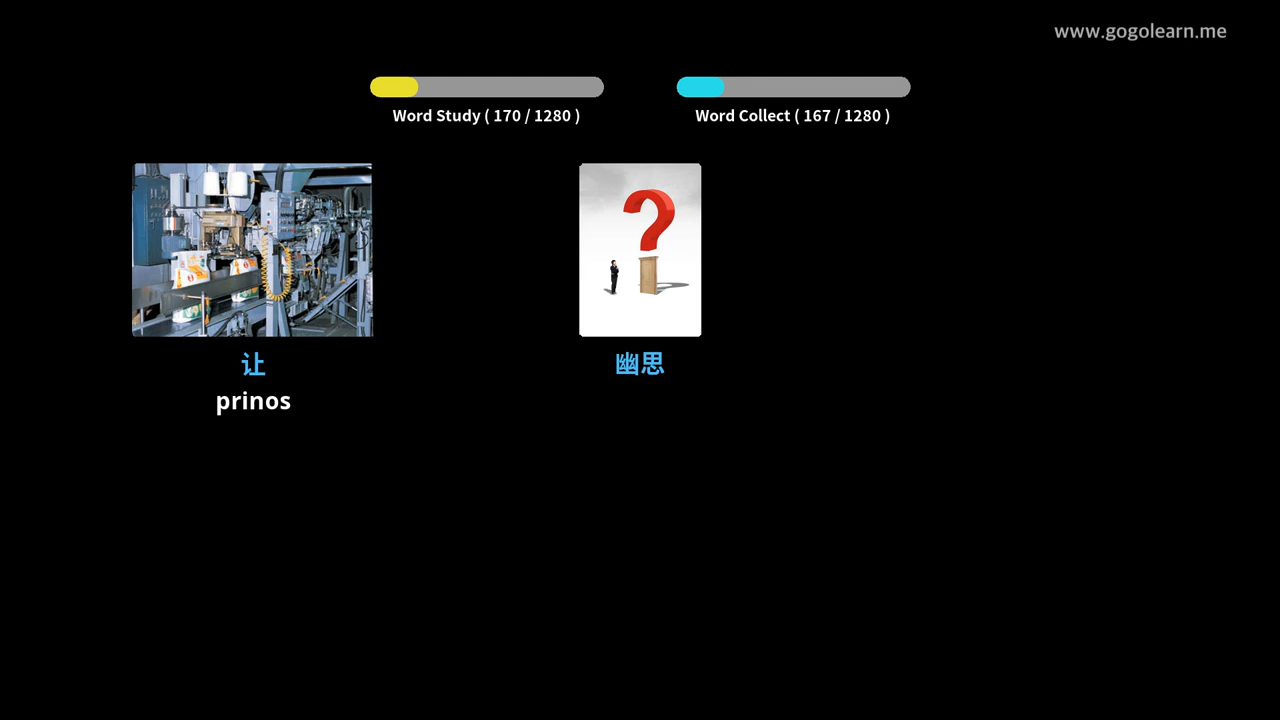 www.gogolearn.me
Word Study ( 170 / 1280 )
Word Collect ( 167 / 1280 )
让
幽思
prinos